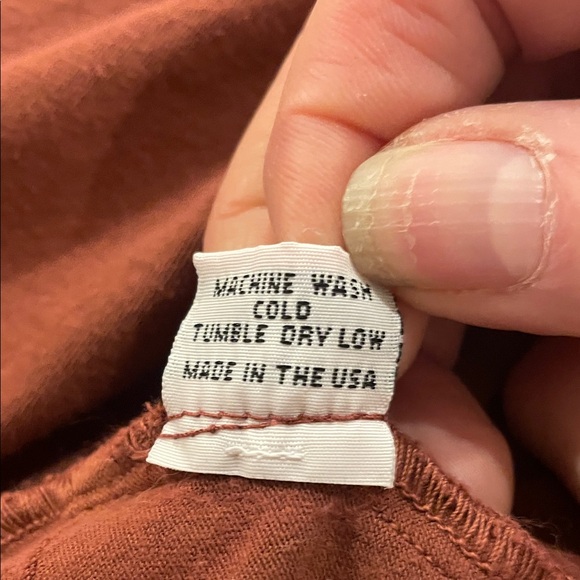 MACHINE WASH
COLD
TUMBLE DRY LOW
MADE IN THE USA